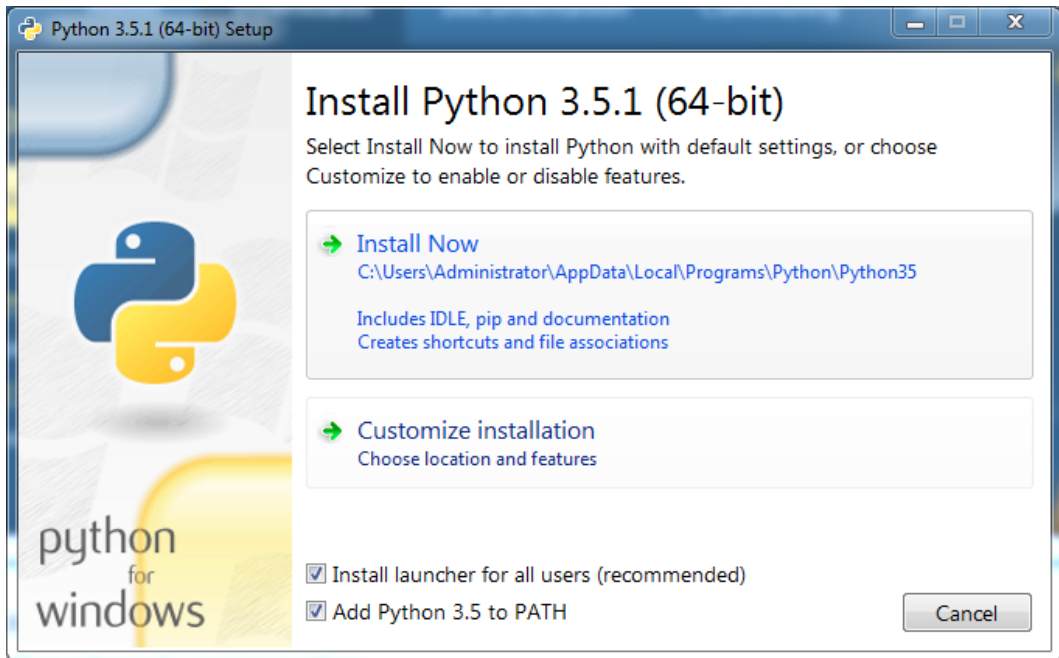 Python 3.5.1 (64-bit) Setup
Install Python 3.5.1 (64-bit)
Select Install Now to install Python with default settings, or choose
Customize to enable or disable features.
Install Now
C:\Users\Administrator\AppData\Local\Programs\Python\Python35
Includes IDLE, pip and documentation
Creates shortcuts and file associations
Customize installation
Choose location and features
python
for
windows
Install launcher for all users (recommended)
Add Python 3.5 to PATH
Cancel